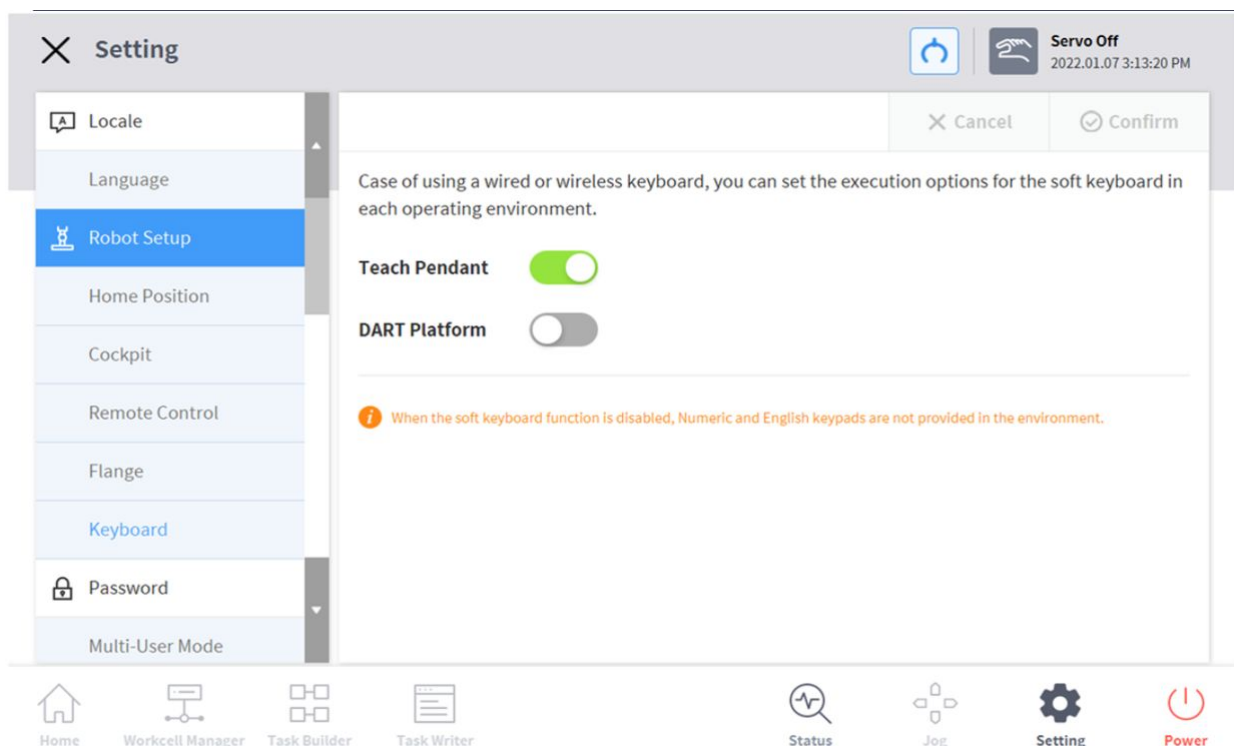 Setting
Servo Off
2022.01.07 3:13:20 PM
A Locale
Language
Robot Setup
Home Position
Cockpit
Remote Control
Flange
Keyboard
Password
Multi-User Mode
Cancel
Confirm
Case of using a wired or wireless keyboard, you can set the execution options for the soft keyboard in
each operating environment.
Teach Pendant
DART Platform
i When the soft keyboard function is disabled, Numeric and English keypads are not provided in the environment.
Home
Workcell Manager
Task Builder
Task Writer
Status
Jog
Setting
Power